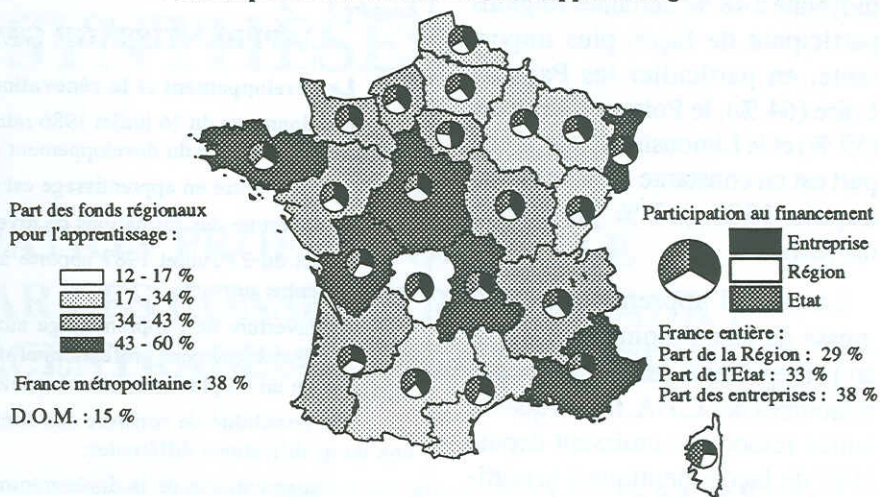 Part des fonds régionaux
pour l'apprentissage :
12 - 17 %
17 - 34 %
34 - 43 %
43 - 60 %
France métropolitaine : 38 %
D.O.M. : 15 %
Participation au financement
Entreprise
Région
Etat
France entière :
Part de la Région : 29 %
Part de l'Etat : 33 %
Part des entreprises : 38 %